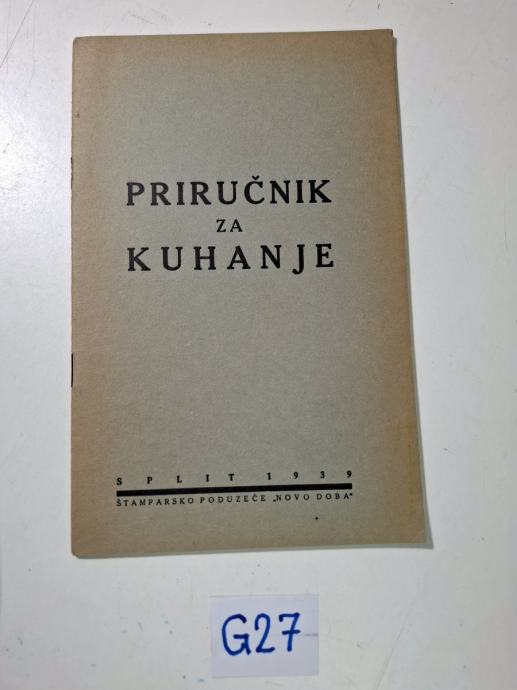 PRIRUČNIK
ZA
KUHANJE
SPLIT 1939
ŠTAMPARSKO PODUZEĆE „NOVO DOBA“
G27